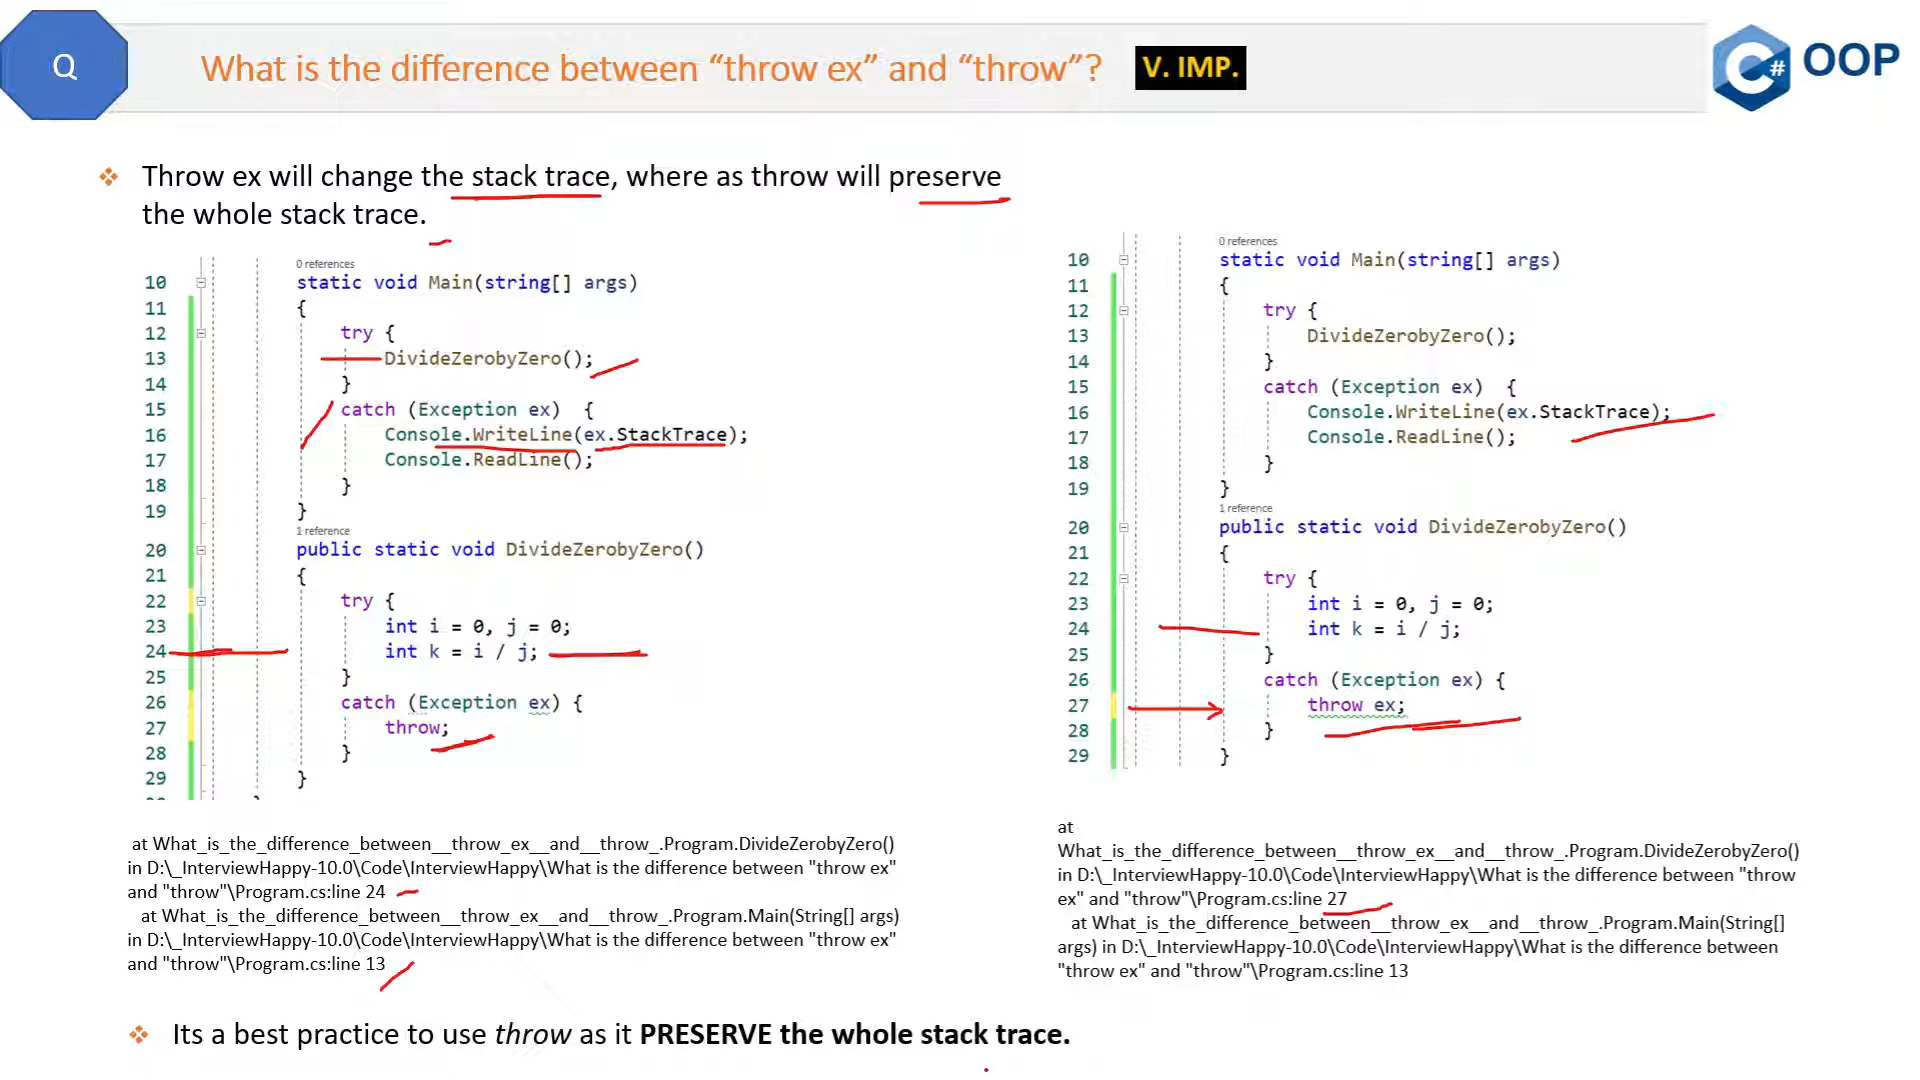 Q
What is the difference between “throw ex” and “throw”?
V. IMP.
C#
OOP
Throw ex will change the stack trace, where as throw will preserve
the whole stack trace.
0 references
10 static void Main(string[] args)
11 {
12 try {
13 DivideZerobyZero();
14 }
15 catch (Exception ex) {
16 Console.WriteLine(ex.StackTrace);
17 Console.ReadLine();
18 }
19 }
1 reference
20 public static void DivideZerobyZero()
21 {
22 try {
23 int i = 0, j = 0;
24 int k = i / j;
25 }
26 catch (Exception ex) {
27 throw;
28 }
29 }
at What_is_the_difference_between__throw_ex__and__throw_.Program.DivideZerobyZero()
in D:\_InterviewHappy-10.0\Code\InterviewHappy\What is the difference between "throw ex"
and "throw"\Program.cs:line 24
at What_is_the_difference_between__throw_ex__and__throw_.Program.Main(String[] args)
in D:\_InterviewHappy-10.0\Code\InterviewHappy\What is the difference between "throw ex"
and "throw"\Program.cs:line 13
0 references
10 static void Main(string[] args)
11 {
12 try {
13 DivideZerobyZero();
14 }
15 catch (Exception ex) {
16 Console.WriteLine(ex.StackTrace);
17 Console.ReadLine();
18 }
19 }
1 reference
20 public static void DivideZerobyZero()
21 {
22 try {
23 int i = 0, j = 0;
24 int k = i / j;
25 }
26 catch (Exception ex) {
27 throw ex;
28 }
29 }
at
What_is_the_difference_between__throw_ex__and__throw_.Program.DivideZerobyZero()
in D:\_InterviewHappy-10.0\Code\InterviewHappy\What is the difference between "throw
ex" and "throw"\Program.cs:line 27
at What_is_the_difference_between__throw_ex__and__throw_.Program.Main(String[]
args) in D:\_InterviewHappy-10.0\Code\InterviewHappy\What is the difference between
"throw ex" and "throw"\Program.cs:line 13
Its a best practice to use throw as it PRESERVE the whole stack trace.